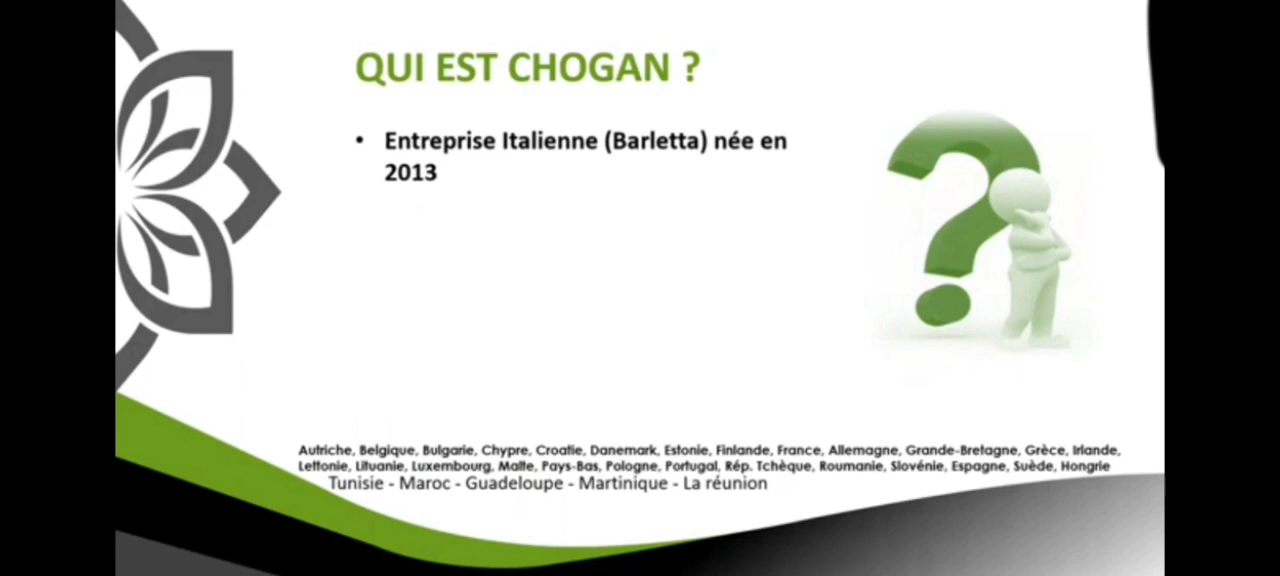 QUI EST CHOGAN ?
• Entreprise Italienne (Barletta) née en
2013
Autriche, Belgique, Bulgarie, Chypre, Croatie, Danemark, Estonie, Finlande, France, Allemagne, Grande-Bretagne, Grèce, Irlande,
Lettonie, Lituanie, Luxembourg, Malte, Pays-Bas, Pologne, Portugal, Rép. Tchèque, Roumanie, Slovénie, Espagne, Suède, Hongrie
Tunisie - Maroc - Guadeloupe - Martinique - La réunion